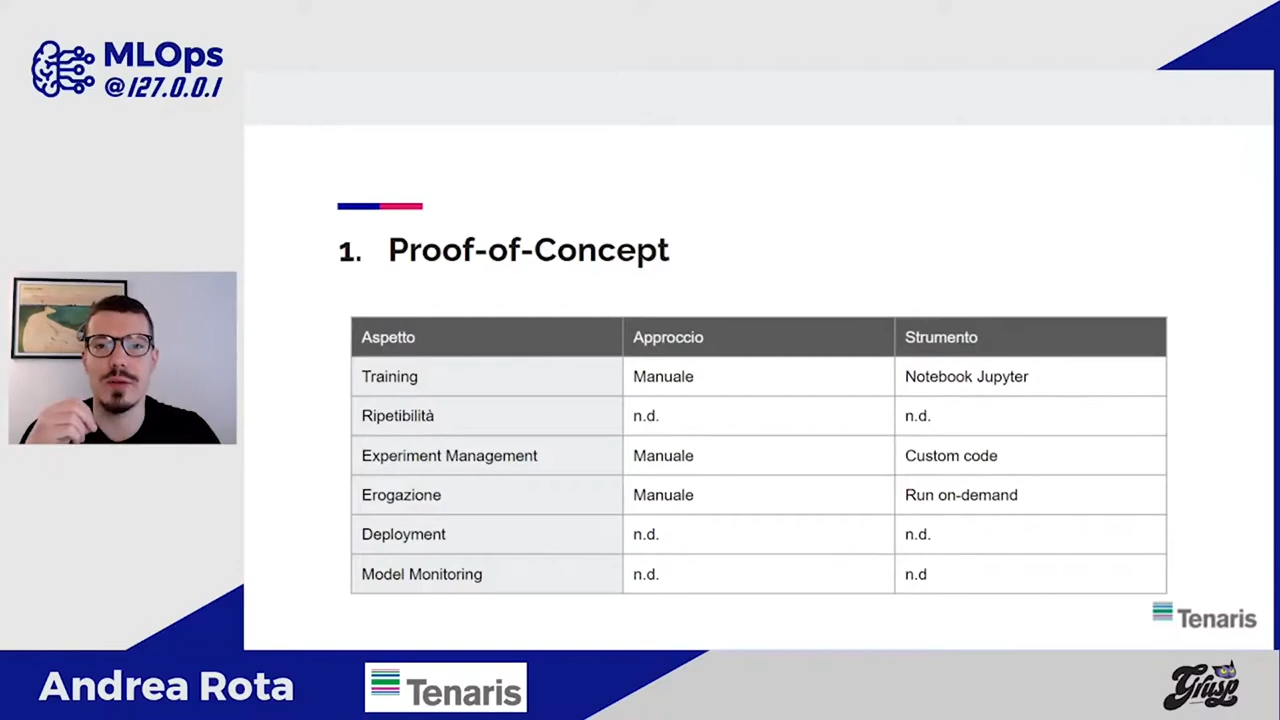 MLOps
@127.0.0.1
1. Proof-of-Concept
Aspetto Approccio Strumento
Training Manuale Notebook Jupyter
Ripetibilità n.d. n.d.
Experiment Management Manuale Custom code
Erogazione Manuale Run on-demand
Deployment n.d. n.d.
Model Monitoring n.d. n.d
Tenaris
Andrea Rota
Tenaris
Grusp